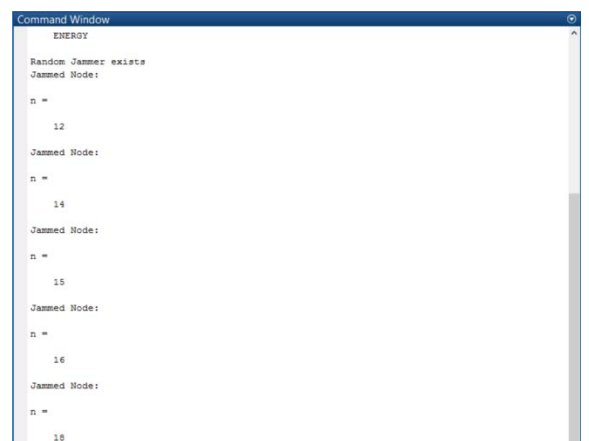 Command Window
ENERGY
Random Jammer exists
Jammed Node:
n =
12
Jammed Node:
n =
14
Jammed Node:
n =
15
Jammed Node:
n =
16
Jammed Node:
n =
18